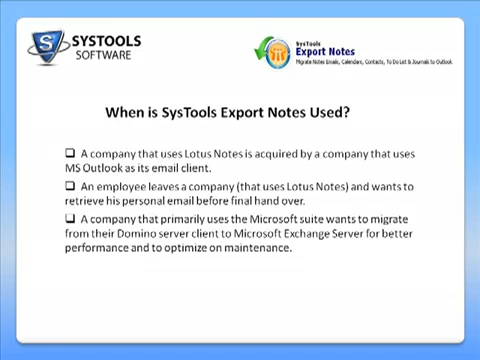 SYSTOOLS
SOFTWARE
SysTools
Export Notes
Migrate Notes Emails, Calendars, Contacts, To Do List & Journals to Outlook
When is SysTools Export Notes Used?
A company that uses Lotus Notes is acquired by a company that uses
MS Outlook as its email client.
An employee leaves a company (that uses Lotus Notes) and wants to
retrieve his personal email before final hand over.
A company that primarily uses the Microsoft suite wants to migrate
from their Domino server client to Microsoft Exchange Server for better
performance and to optimize on maintenance.